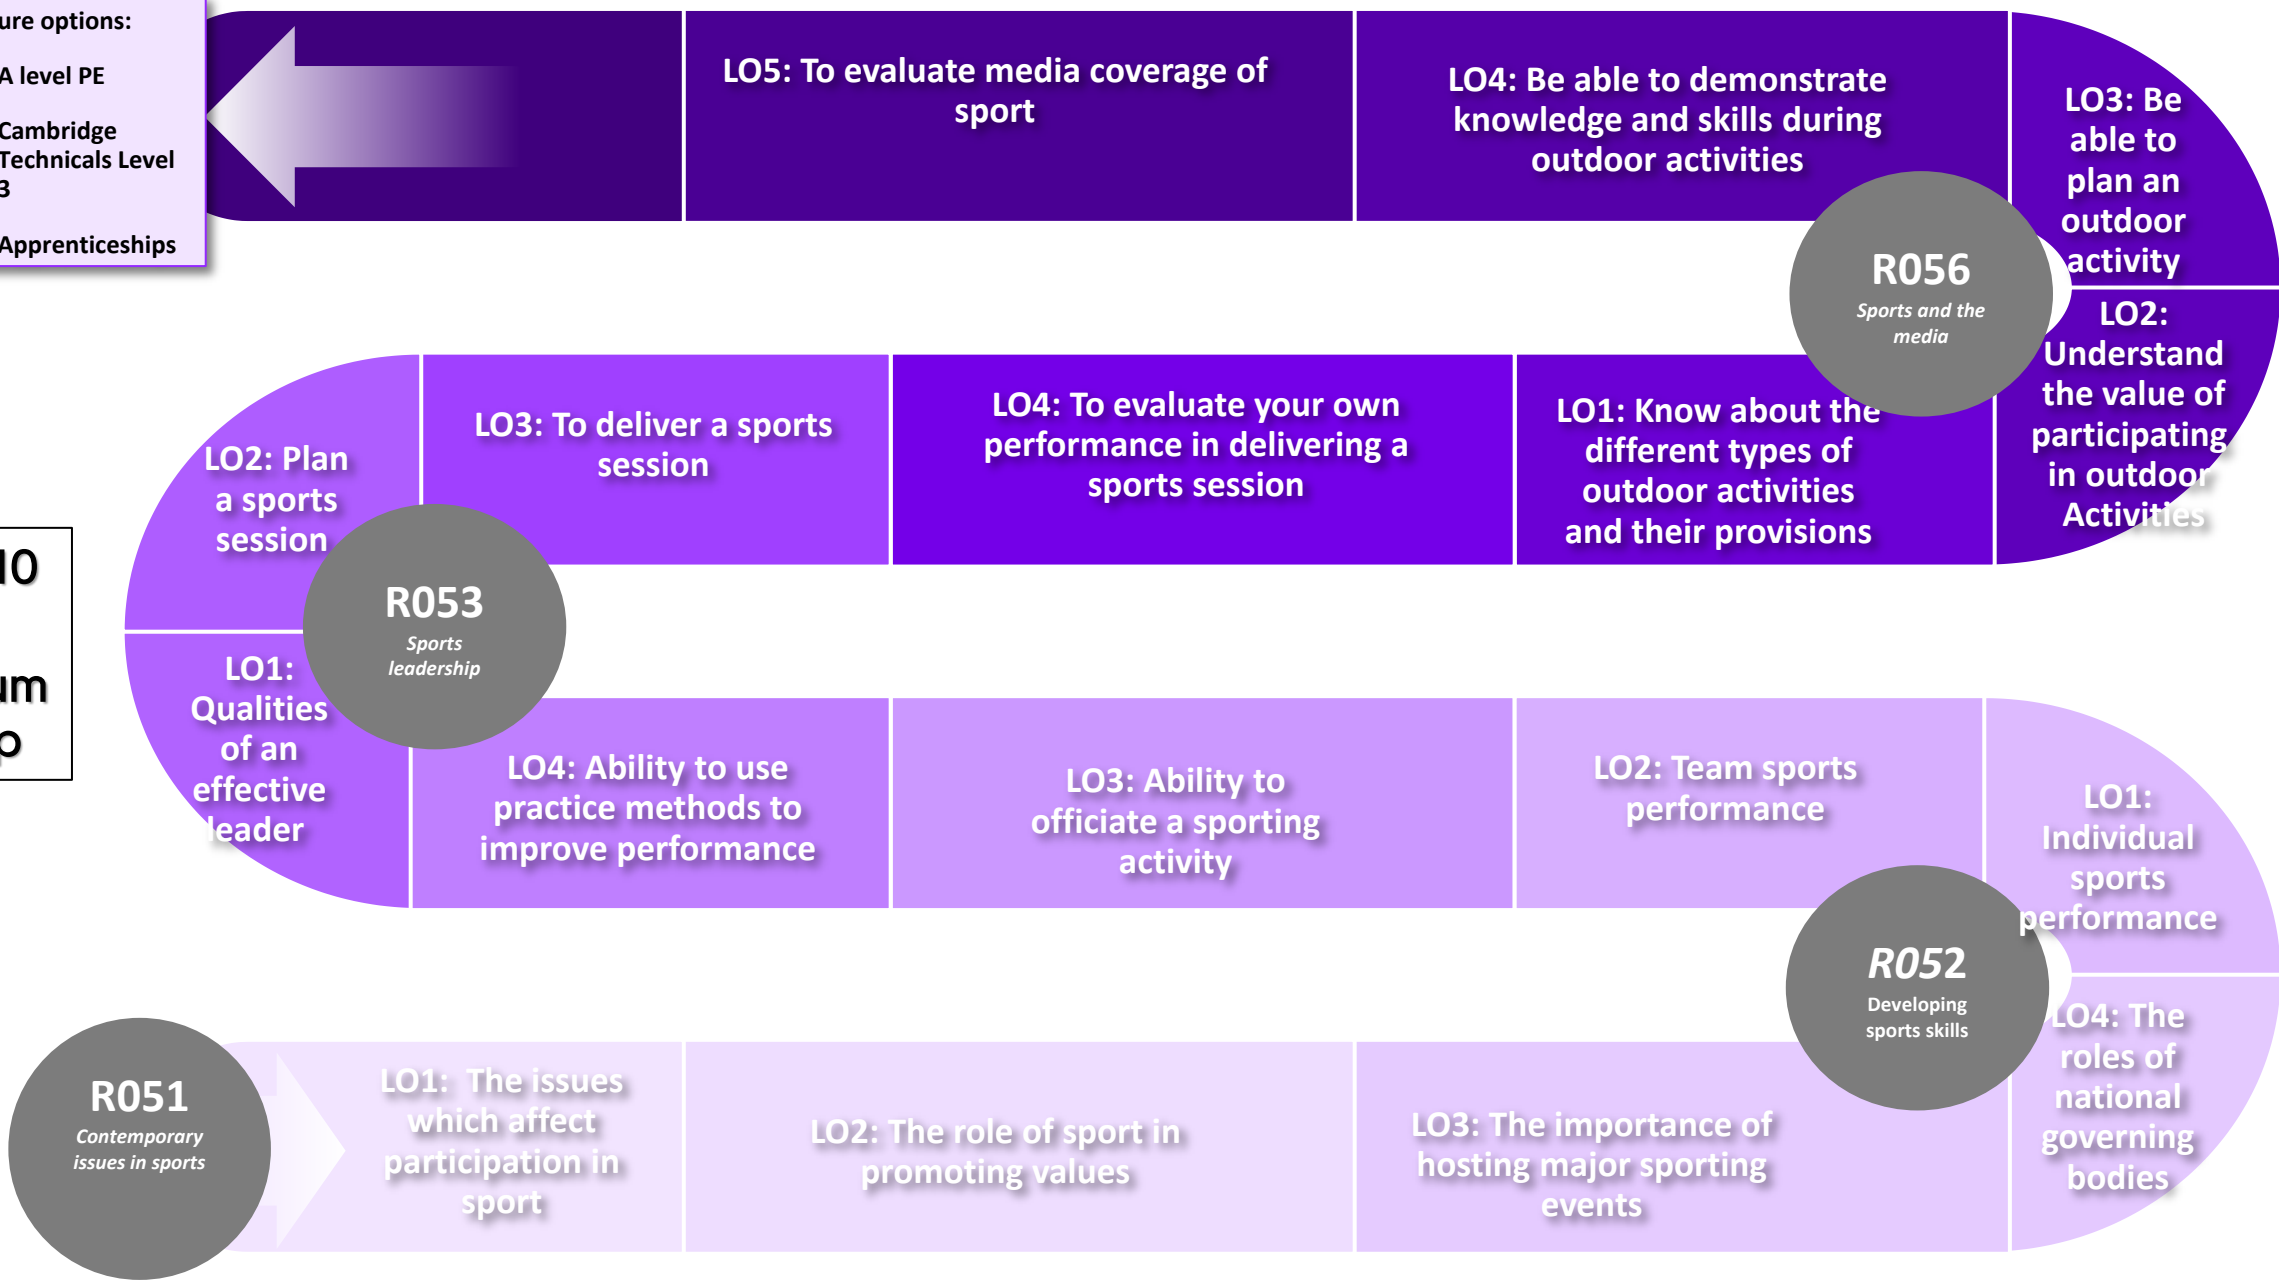 ure options:
A level PE
Cambridge
Technicals Level
3
Apprenticeships
LO5: To evaluate media coverage of
sport
LO4: Be able to demonstrate
knowledge and skills during
outdoor activities
LO3: Be
able to
plan an
outdoor
activity
R056
Sports and the
media
LO2:
Understand
the value of
participating
in outdoor
Activities
LO1: Know about the
different types of
outdoor activities
and their provisions
LO4: To evaluate your own
performance in delivering a
sports session
LO3: To deliver a sports
session
LO2: Plan
a sports
session
R053
Sports
leadership
10
um
p
LO1:
Qualities
of an
effective
leader
LO4: Ability to use
practice methods to
improve performance
LO3: Ability to
officiate a sporting
activity
LO2: Team sports
performance
LO1:
Individual
sports
performance
R052
Developing
sports skills
LO4: The
roles of
national
governing
bodies
LO3: The importance of
hosting major sporting
events
LO2: The role of sport in
promoting values
LO1:  The issues
which affect
participation in
sport
R051
Contemporary
issues in sports